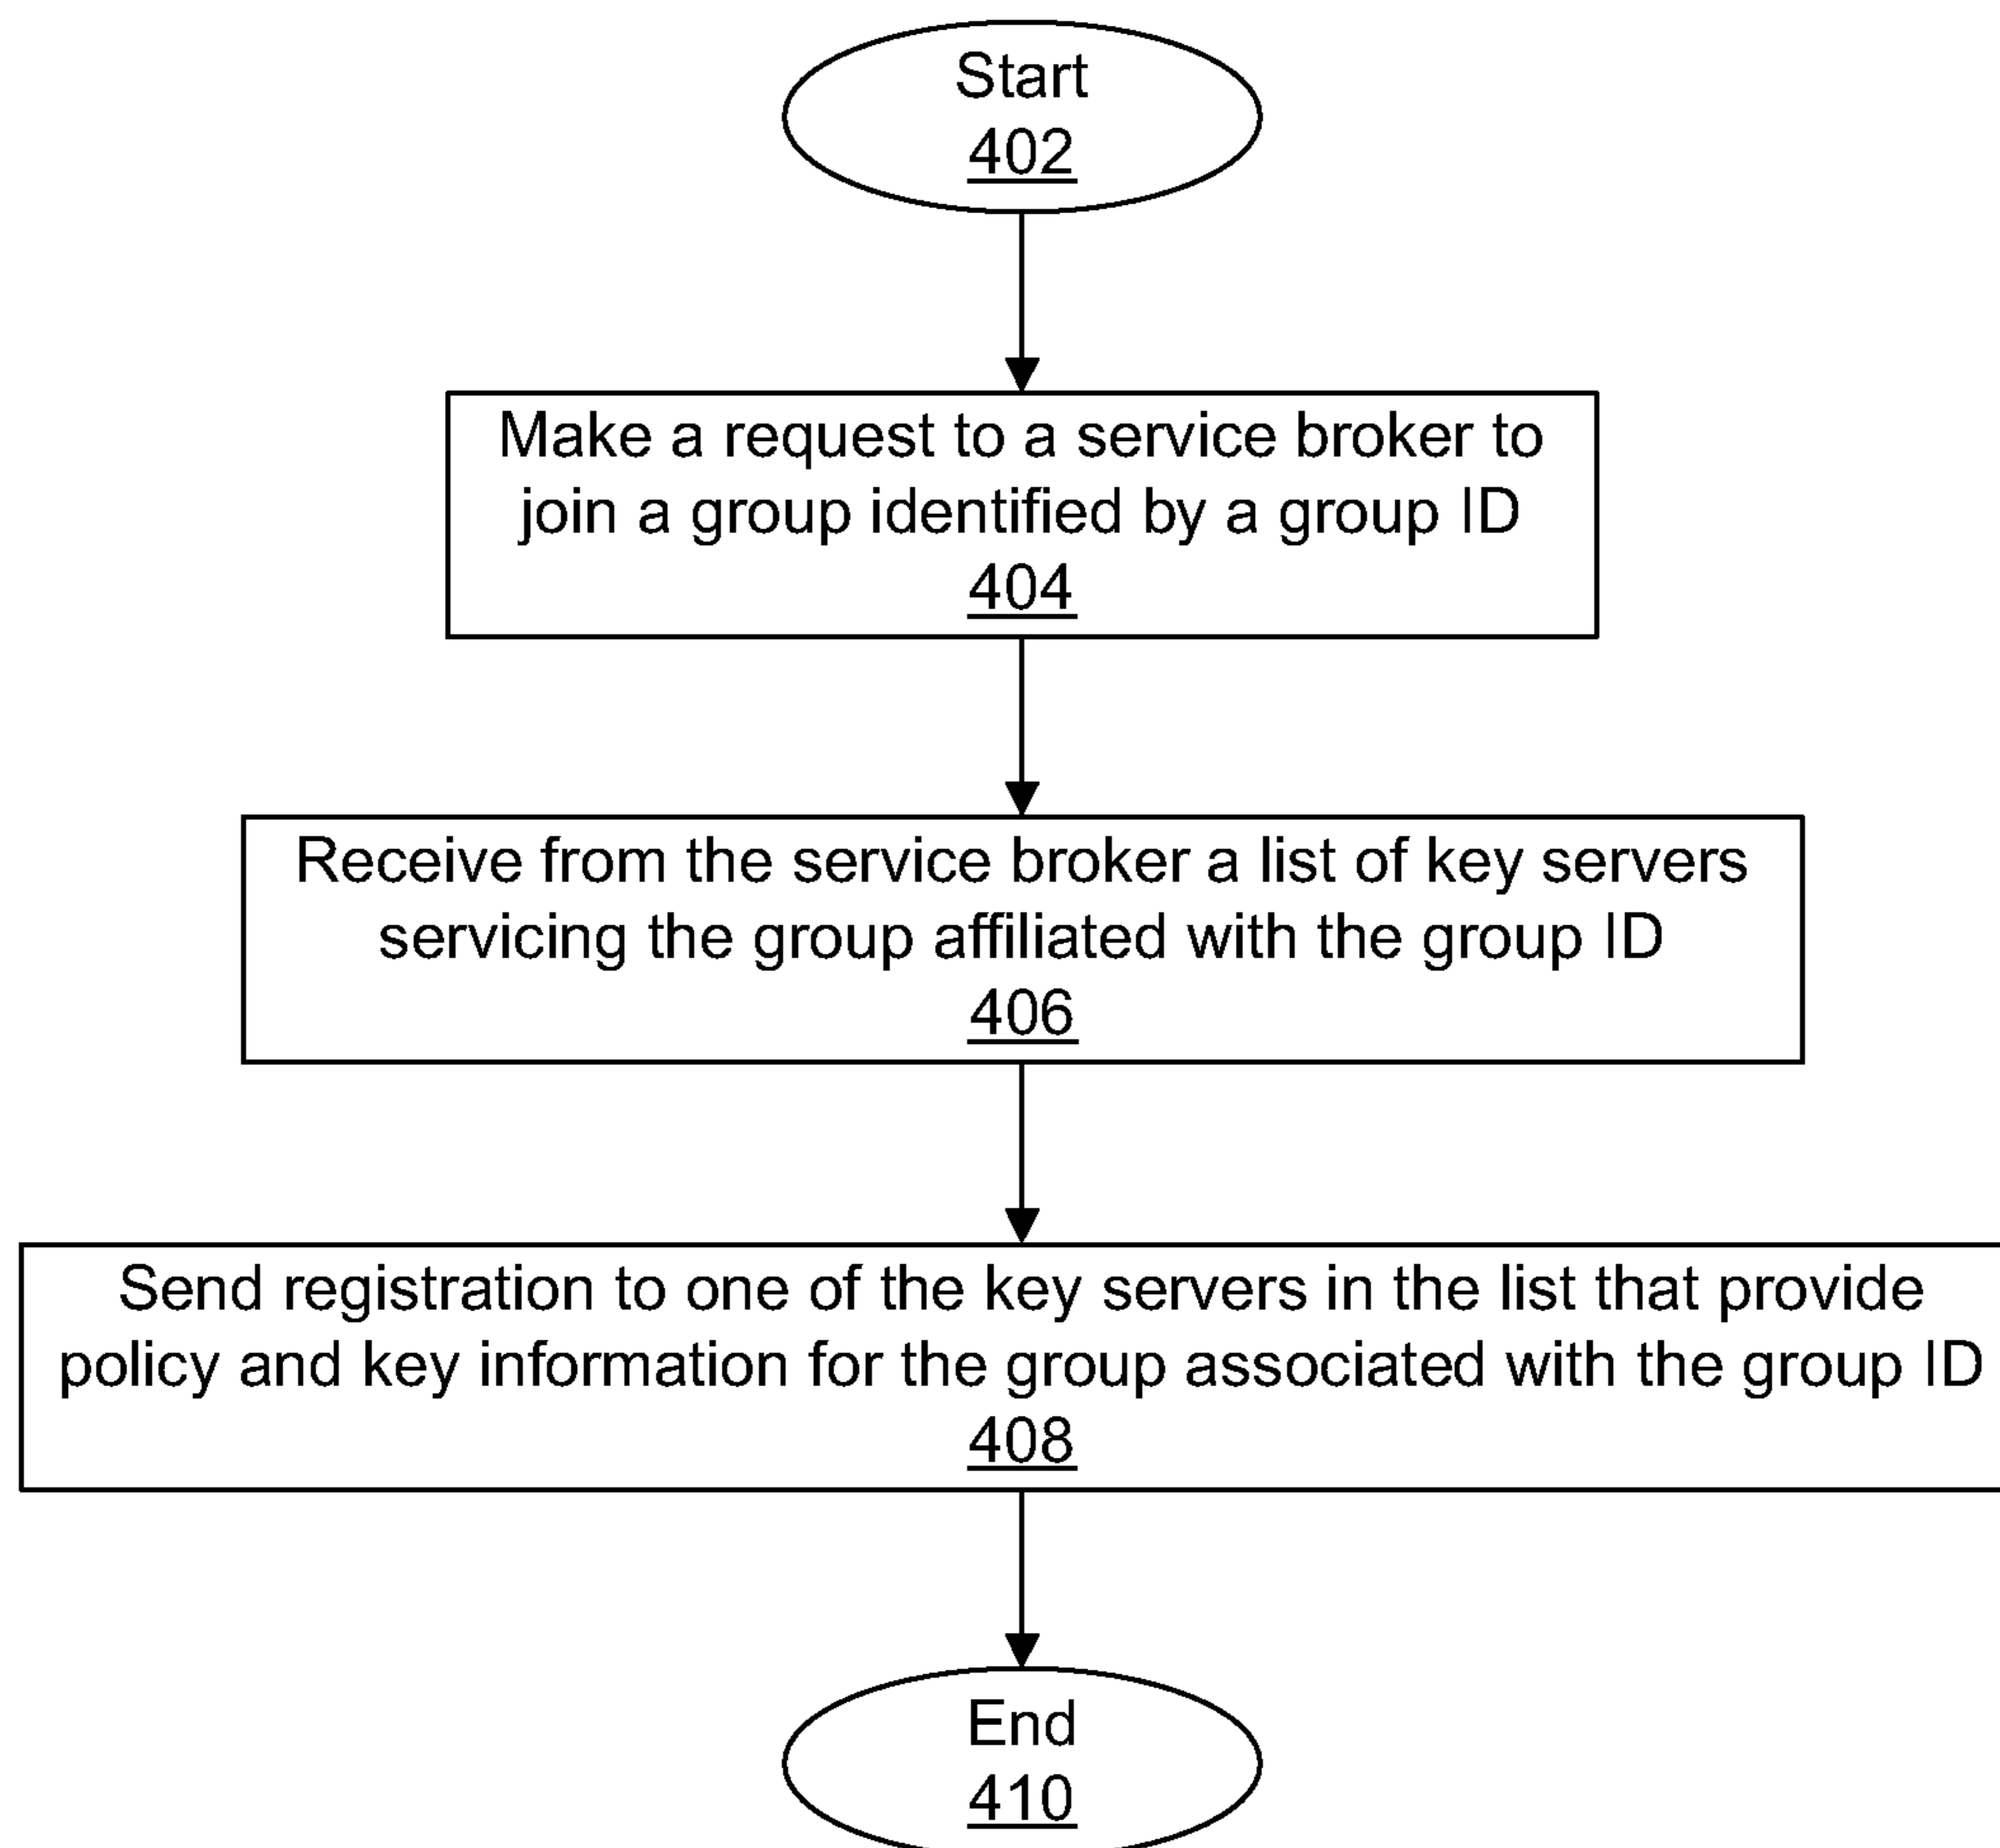 Start
402
Make a request to a service broker to
join a group identified by a group ID
404
Receive from the service broker a list of key servers
servicing the group affiliated with the group ID
406
Send registration to one of the key servers in the list that provide
policy and key information for the group associated with the group ID
408
End
410